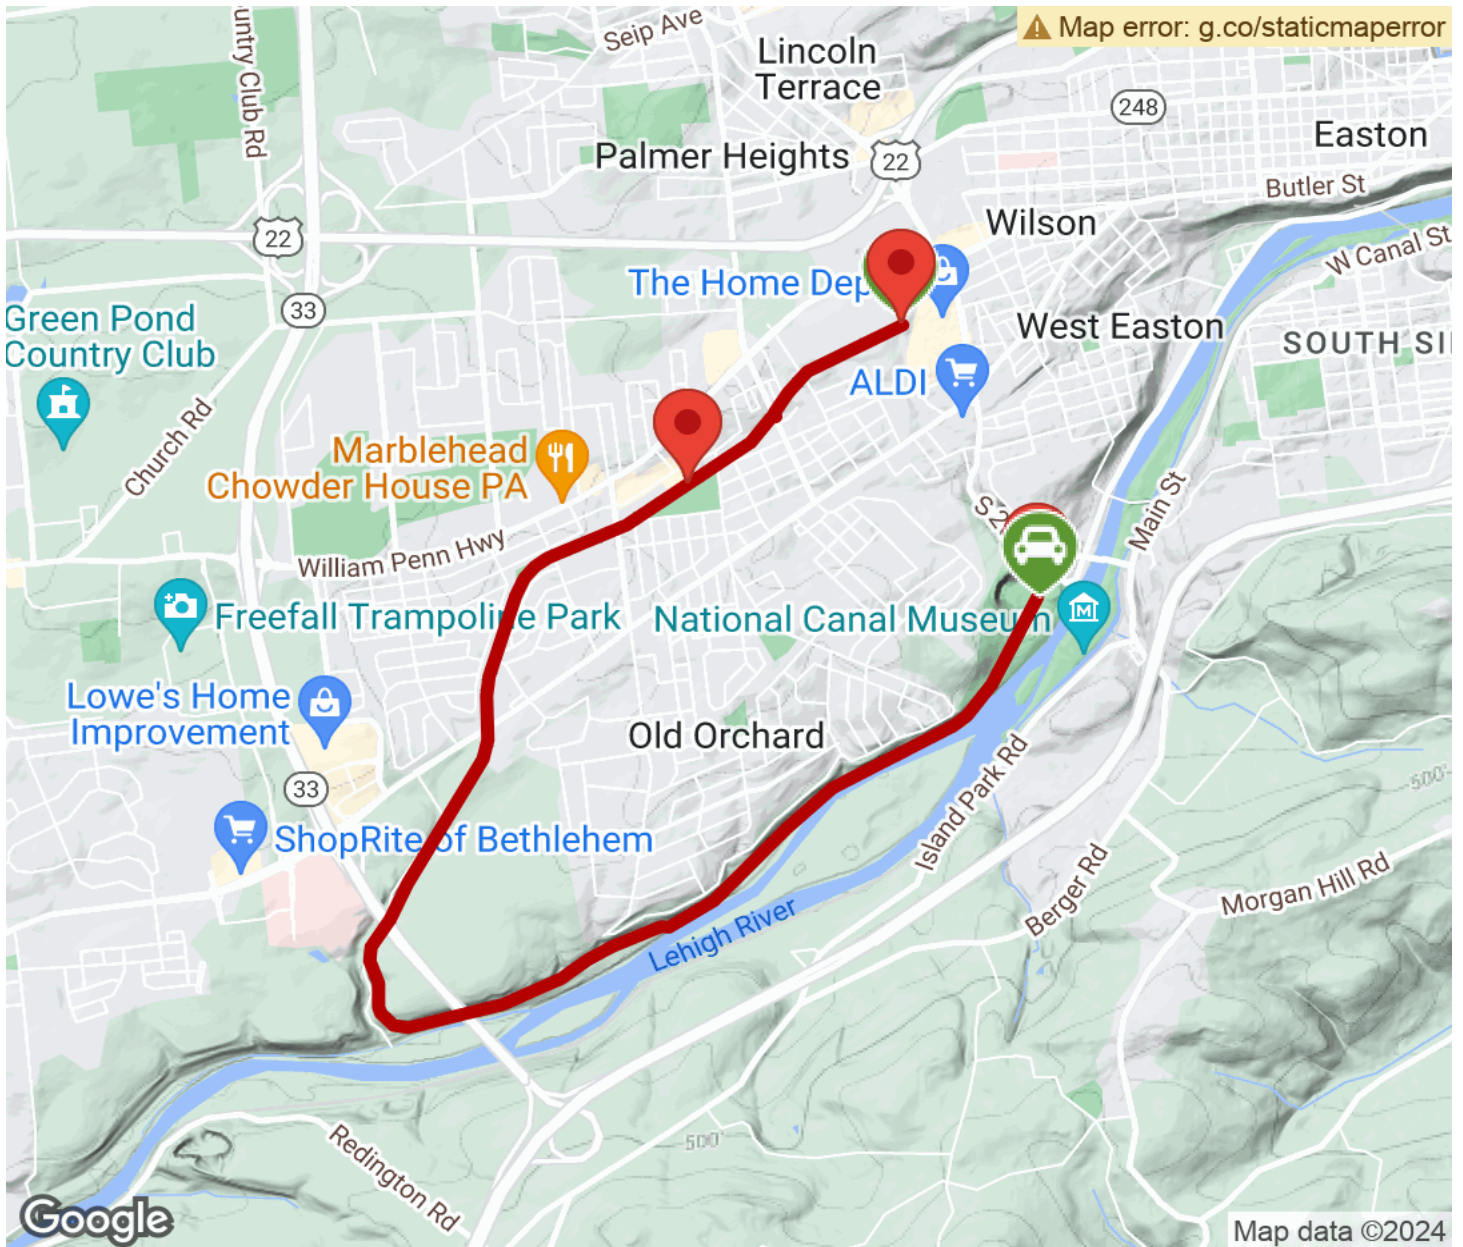 Map error: g.co/staticmaperror
Seip Ave
Lincoln
Terrace
248
Easton
Palmer Heights
22
Butler St
Wilson
22
W Canal St
The Home Dep
33
Green Pond
Country Club
West Easton
SOUTH SI
ALDI
Church Rd
Marblehead
Chowder House PA
Main St
S 2
William Penn Hwy
Freefall Trampoline Park
National Canal Museum
Lowe's Home
Improvement
Old Orchard
33
Island Park Rd
500'
ShopRite of Bethlehem
Berger Rd
Morgan Hill Rd
Lehigh River
500'
Redington Rd
Google
Map data ©2024